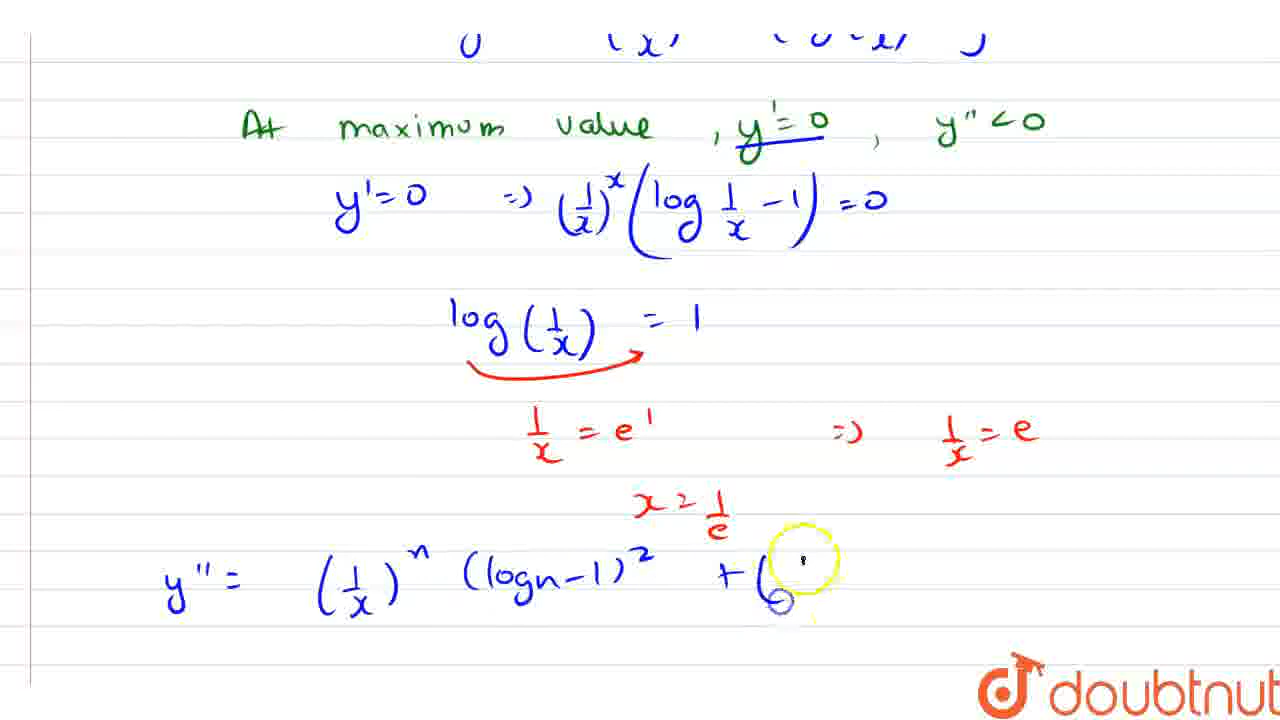 At maximum value , y' = 0 , y'' < 0
y' = 0 => (1/x)^x (log 1/x - 1) = 0
log (1/x) = 1
1/x = e^1 => 1/x = e
x = 1/e
y'' = (1/x)^n (log n - 1)^2 + (
doubtnut